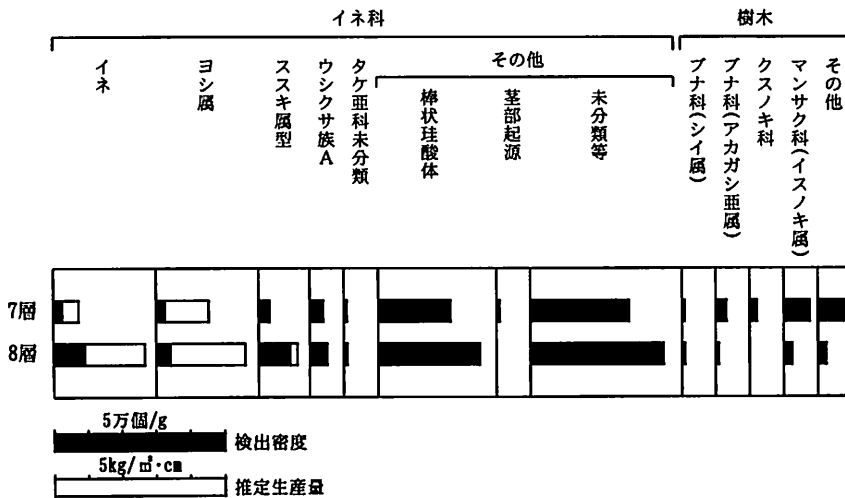 イネ科
樹木
イネ
ヨシ属
ススキ属型
ウシクサ族A
タケ亜科未分類
その他
棒状珪酸体
茎部起源
未分類等
ブナ科(シイ属)
ブナ科(アカガシ亜属)
クスノキ科
マンサク科(イスノキ属)
その他
7層
8層
5万個/g
検出密度
5kg/㎡・cm
推定生産量